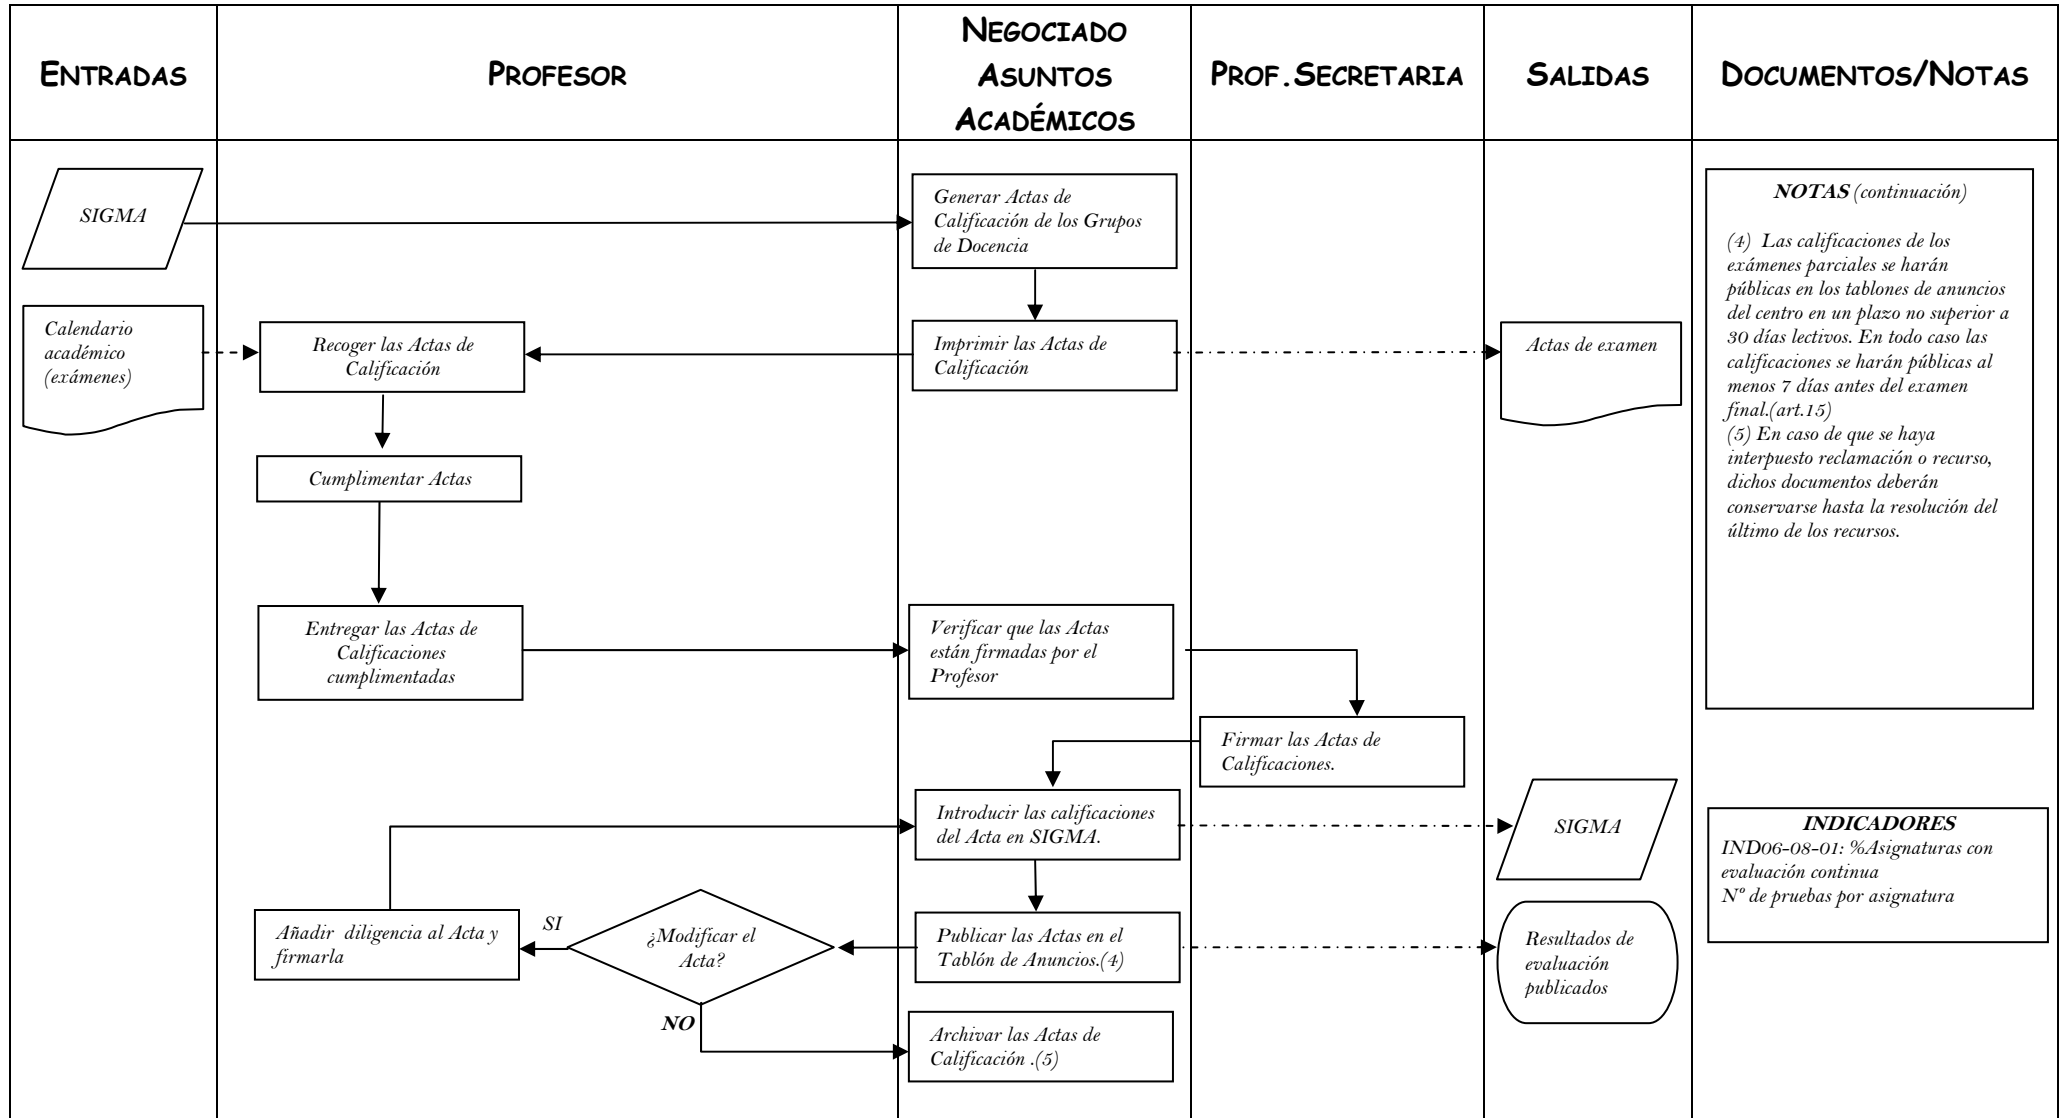 ENTRADAS
PROFESOR
NEGOCIADO
ASUNTOS
ACADÉMICOS
PROF.SECRETARIA
SALIDAS
DOCUMENTOS/NOTAS
SIGMA
Generar Actas de
Calificación de los Grupos
de Docencia
NOTAS (continuación)
(4) Las calificaciones de los
exámenes parciales se harán
públicas en los tablones de anuncios
del centro en un plazo no superior a
30 días lectivos. En todo caso las
calificaciones se harán públicas al
menos 7 días antes del examen
final.(art.15)
(5) En caso de que se haya
interpuesto reclamación o recurso,
dichos documentos deberán
conservarse hasta la resolución del
último de los recursos.
Calendario
académico
(exámenes)
Recoger las Actas de
Calificación
Imprimir las Actas de
Calificación
Actas de examen
Cumplimentar Actas
Entregar las Actas de
Calificaciones
cumplimentadas
Verificar que las Actas
están firmadas por el
Profesor
Firmar las Actas de
Calificaciones.
Introducir las calificaciones
del Acta en SIGMA.
SIGMA
INDICADORES
IND06-08-01: %Asignaturas con
evaluación continua
Nº de pruebas por asignatura
Añadir  diligencia al Acta y
firmarla
SI
¿Modificar el
Acta?
Publicar las Actas en el
Tablón de Anuncios.(4)
Resultados de
evaluación
publicados
NO
Archivar las Actas de
Calificación .(5)